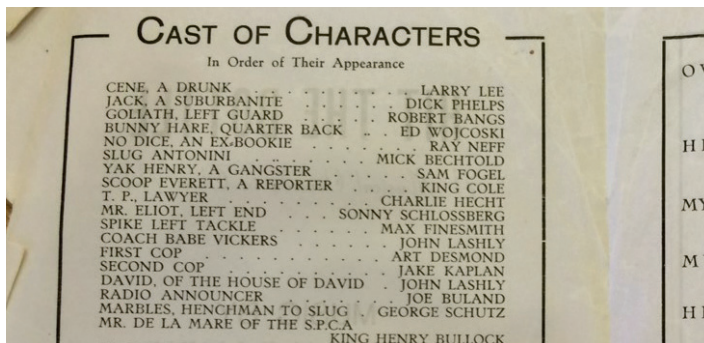 CAST OF CHARACTERS
In Order of Their Appearance
CENE, A DRUNK . . . . . . . . LARRY LEE
JACK, A SUBURBANITE . . . . . DICK PHELPS
GOLIATH, LEFT GUARD . . . . . ROBERT BANGS
BUNNY HARE, QUARTER BACK .. . ED WOJCOSKI
NO DICE, AN EX-BOOKIE . . . . . . . RAY NEFF
SLUG ANTONINI . .. . . . . . MICK BECHTOLD
YAK HENRY, A GANGSTER . . . . . SAM FOGEL
SCOOP EVERETT, A REPORTER . . . . KING COLE
T. P., LAWYER . . . . . . . . . CHARLIE HECHT
MR. ELIOT, LEFT END . . . SONNY SCHLOSSBERG
SPIKE LEFT TACKLE . . . . . MAX FINESMITH
COACH BABE VICKERS . . . . . . JOHN LASHLY
FIRST COP . . . . . . . . . . ART DESMOND
SECOND COP . . . . . . . . . JAKE KAPLAN
DAVID, OF THE HOUSE OF DAVID . JOHN LASHLY
RADIO ANNOUNCER . . . . . . . JOE BULAND
MARBLES, HENCHMAN TO SLUG . GEORGE SCHUTZ
MR. DE LA MARE OF THE S.P.C.A
KING HENRY BULLOCK